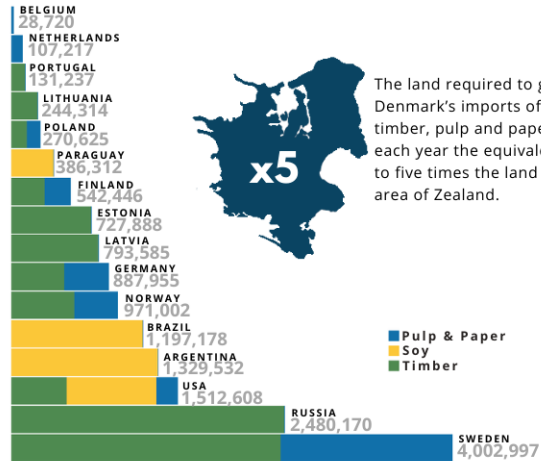 BELGIUM
28,720
NETHERLANDS
107,217
PORTUGAL
131,237
LITHUANIA
244,314
POLAND
270,625
PARAGUAY
386,312
FINLAND
542,446
ESTONIA
727,888
LATVIA
793,585
GERMANY
887,955
NORWAY
971,002
BRAZIL
1,197,178
ARGENTINA
1,329,532
USA
1,512,608
RUSSIA
2,480,170
SWEDEN
4,002,997
x5
The land required to
Denmark's imports of
timber, pulp and
each year the
to five times the land
area of Zealand.
Pulp & Paper
Soy
Timber